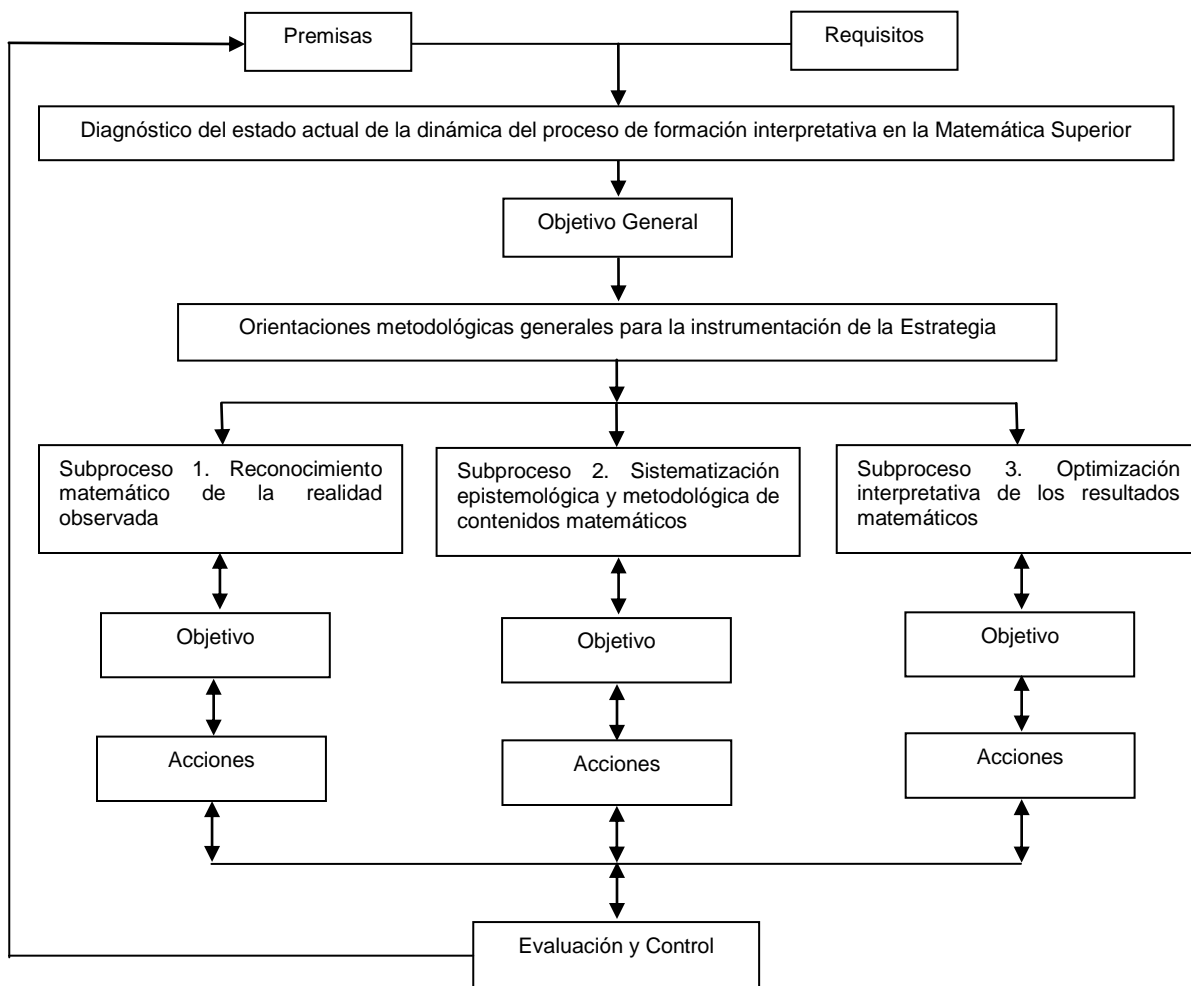 Premisas
Requisitos
Diagnóstico del estado actual de la dinámica del proceso de formación interpretativa en la Matemática Superior
Objetivo General
Orientaciones metodológicas generales para la instrumentación de la Estrategia
Subproceso 1. Reconocimiento
matemático de la realidad
observada
Subproceso 2. Sistematización
epistemológica y metodológica de
contenidos matemáticos
Subproceso 3. Optimización
interpretativa de los resultados
matemáticos
Objetivo
Objetivo
Objetivo
Acciones
Acciones
Acciones
Evaluación y Control